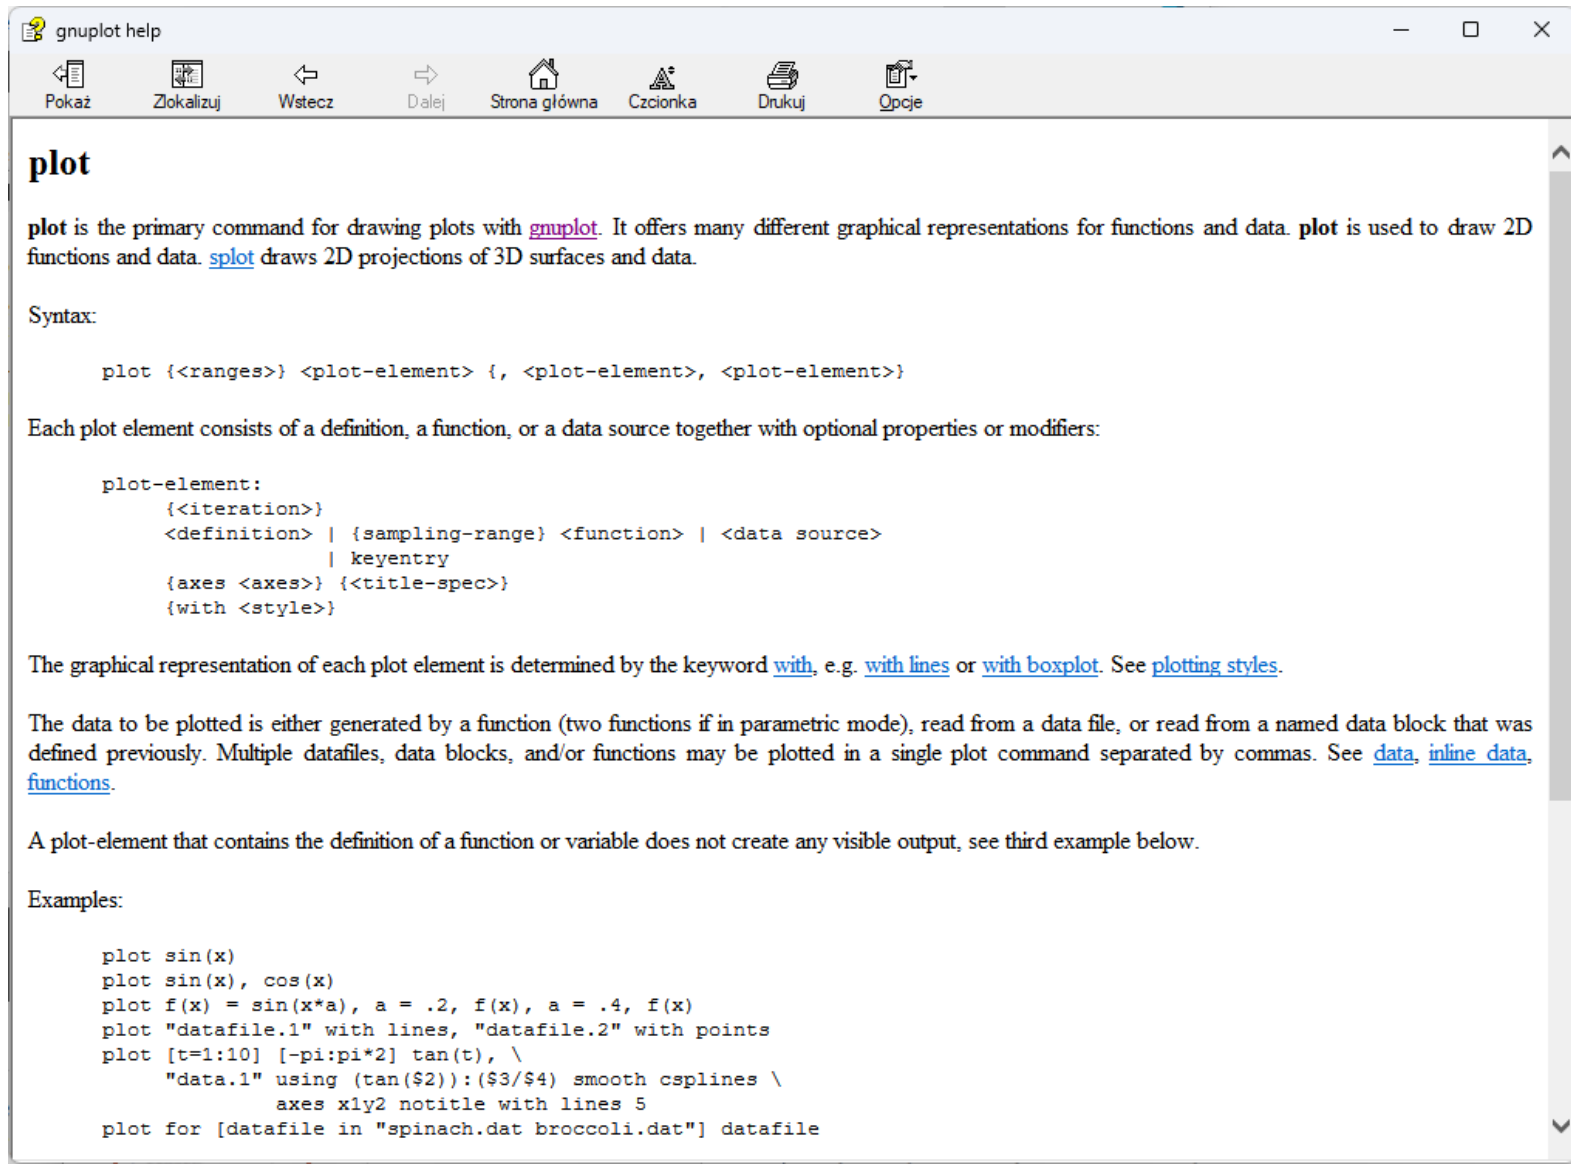 gnuplot help
Pokaż Zlokalizuj Wstecz Dalej Strona główna Czcionka Drukuj Opcje
plot
plot is the primary command for drawing plots with gnuplot. It offers many different graphical representations for functions and data. plot is used to draw 2D
functions and data. splot draws 2D projections of 3D surfaces and data.
Syntax:
plot {<ranges>} <plot-element> {, <plot-element>, <plot-element>}
Each plot element consists of a definition, a function, or a data source together with optional properties or modifiers:
plot-element:
{<iteration>}
<definition> | {sampling-range} <function> | <data source>
| keyentry
{axes <axes>} {<title-spec>}
{with <style>}
The graphical representation of each plot element is determined by the keyword with, e.g. with lines or with boxplot. See plotting styles.
The data to be plotted is either generated by a function (two functions if in parametric mode), read from a data file, or read from a named data block that was
defined previously. Multiple datafiles, data blocks, and/or functions may be plotted in a single plot command separated by commas. See data, inline data,
functions.
A plot-element that contains the definition of a function or variable does not create any visible output, see third example below.
Examples:
plot sin(x)
plot sin(x), cos(x)
plot f(x) = sin(x*a), a = .2, f(x), a = .4, f(x)
plot "datafile.1" with lines, "datafile.2" with points
plot [t=1:10] [-pi:pi*2] tan(t), \
"data.1" using (tan($2)):($3/$4) smooth csplines \
axes x1y2 notitle with lines 5
plot for [datafile in "spinach.dat broccoli.dat"] datafile